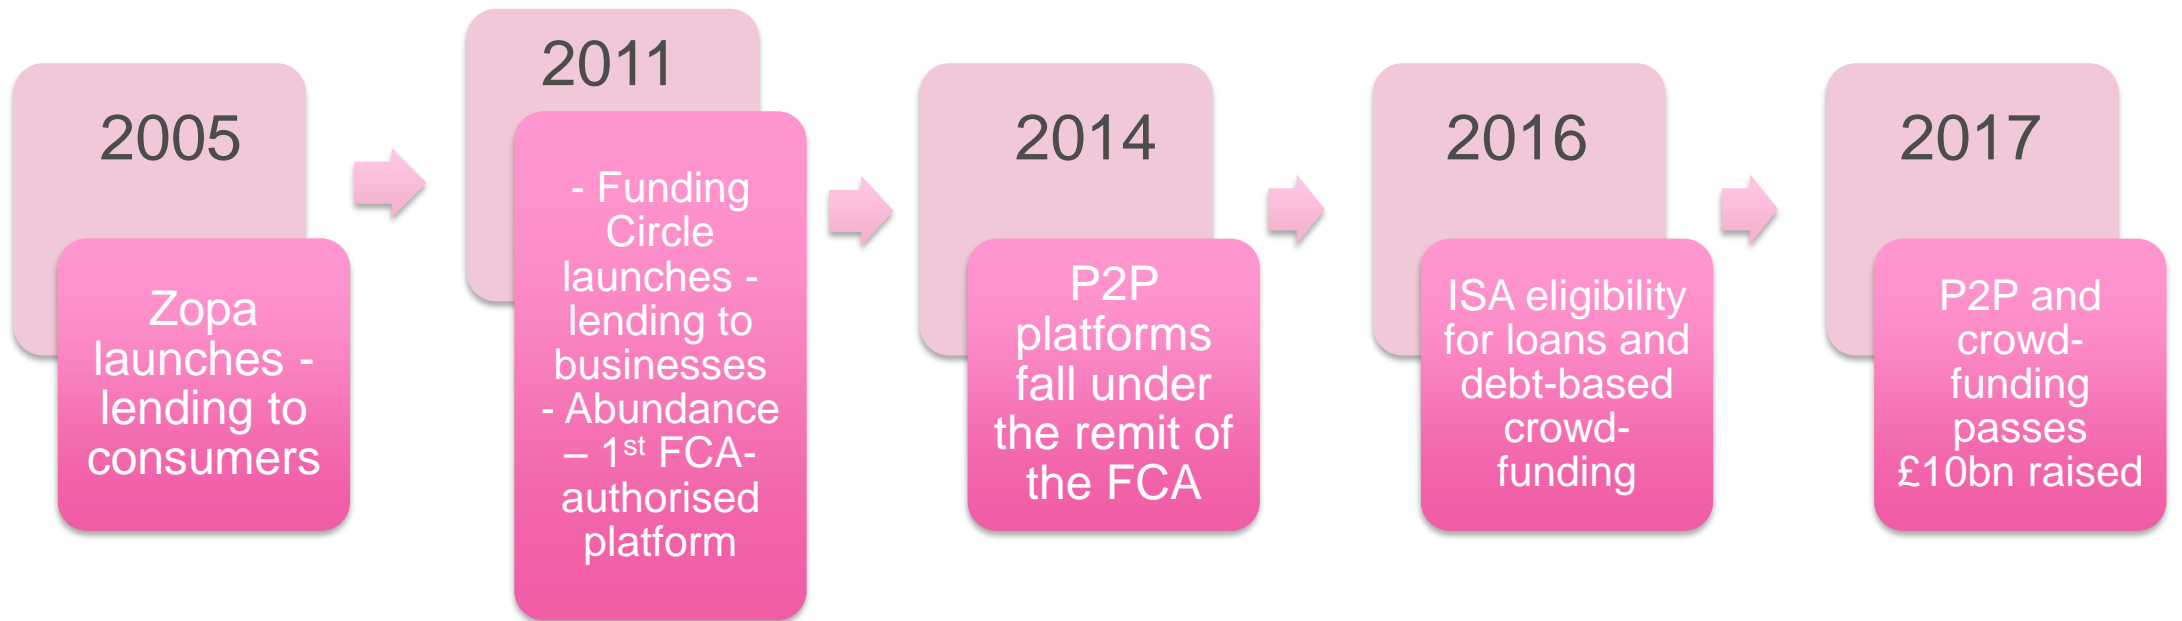 2005
Zopa
launches -
lending to
consumers
2011
- Funding
Circle
launches -
lending to
businesses
- Abundance
– 1st FCA-
authorised
platform
2014
P2P
platforms
fall under
the remit of
the FCA
2016
ISA eligibility
for loans and
debt-based
crowd-
funding
2017
P2P and
crowd-
funding
passes
£10bn raised